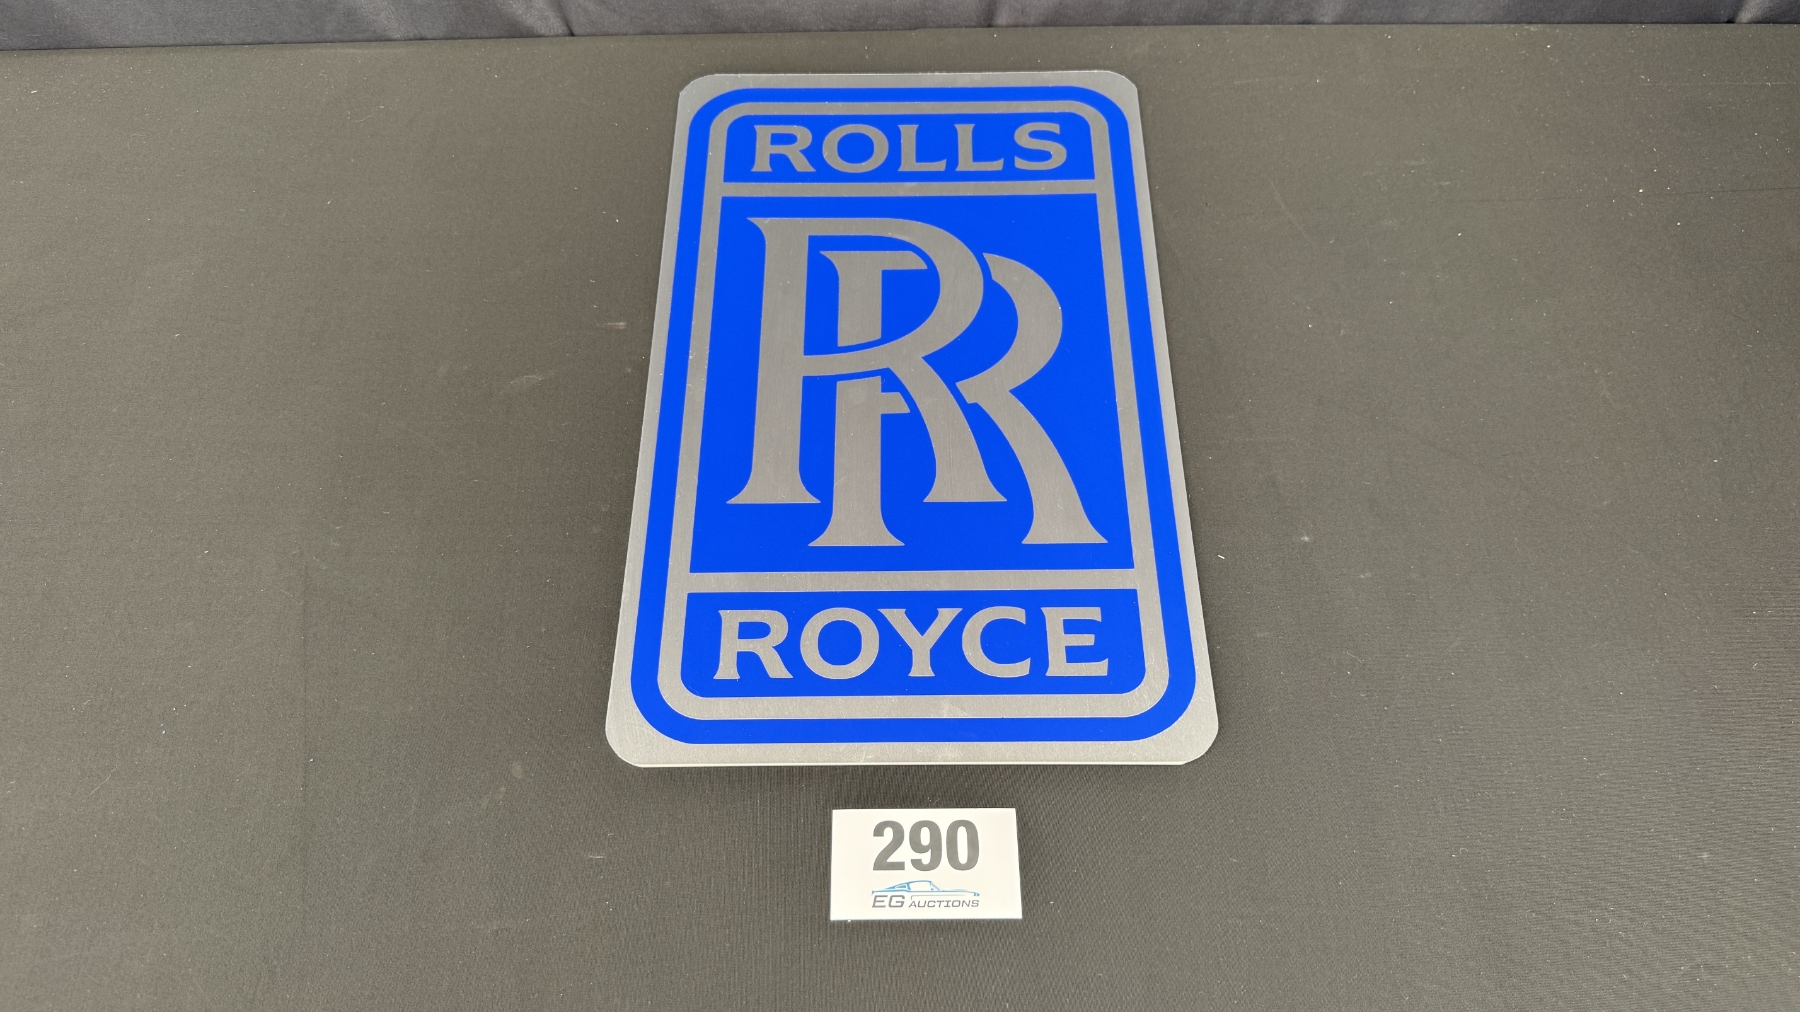 ROLLS
RR
ROYCE
290
EG AUCTIONS